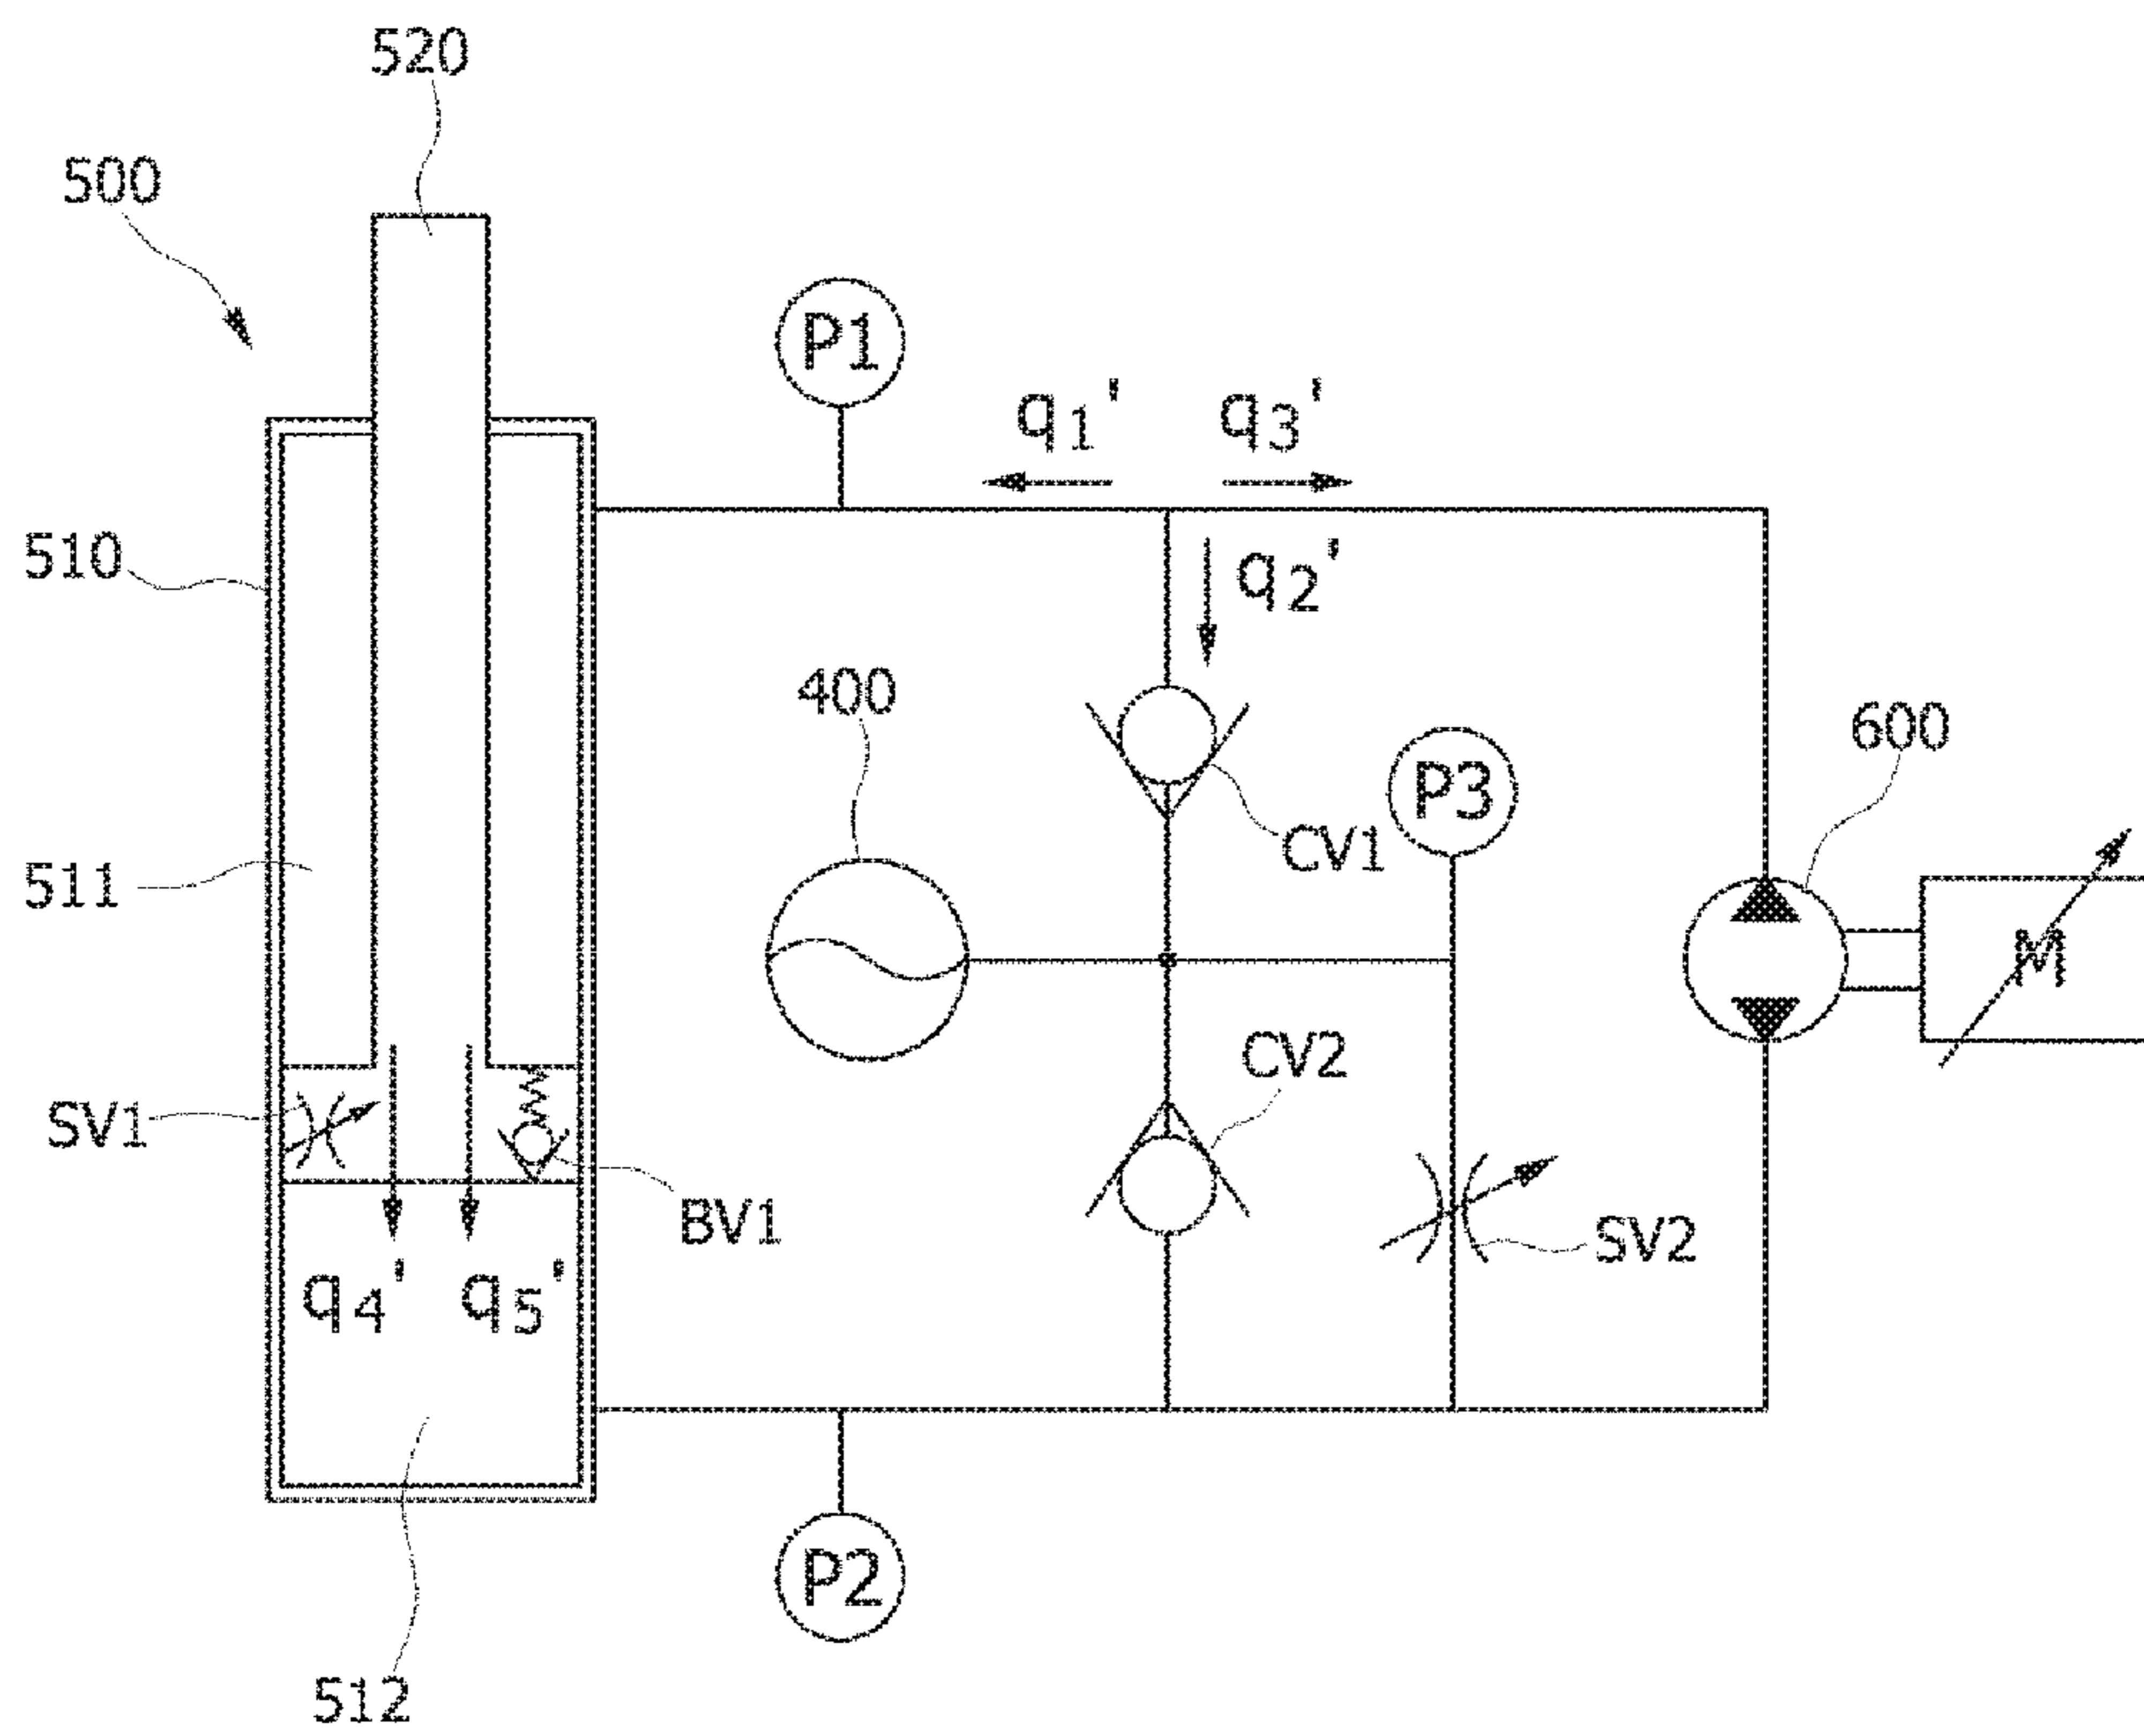 520
500
P1
q1' q3'
510
q2'
400
600
P3
CV1
511
M
CV2
SV1
BV1
SV2
q4' q5'
P2
512